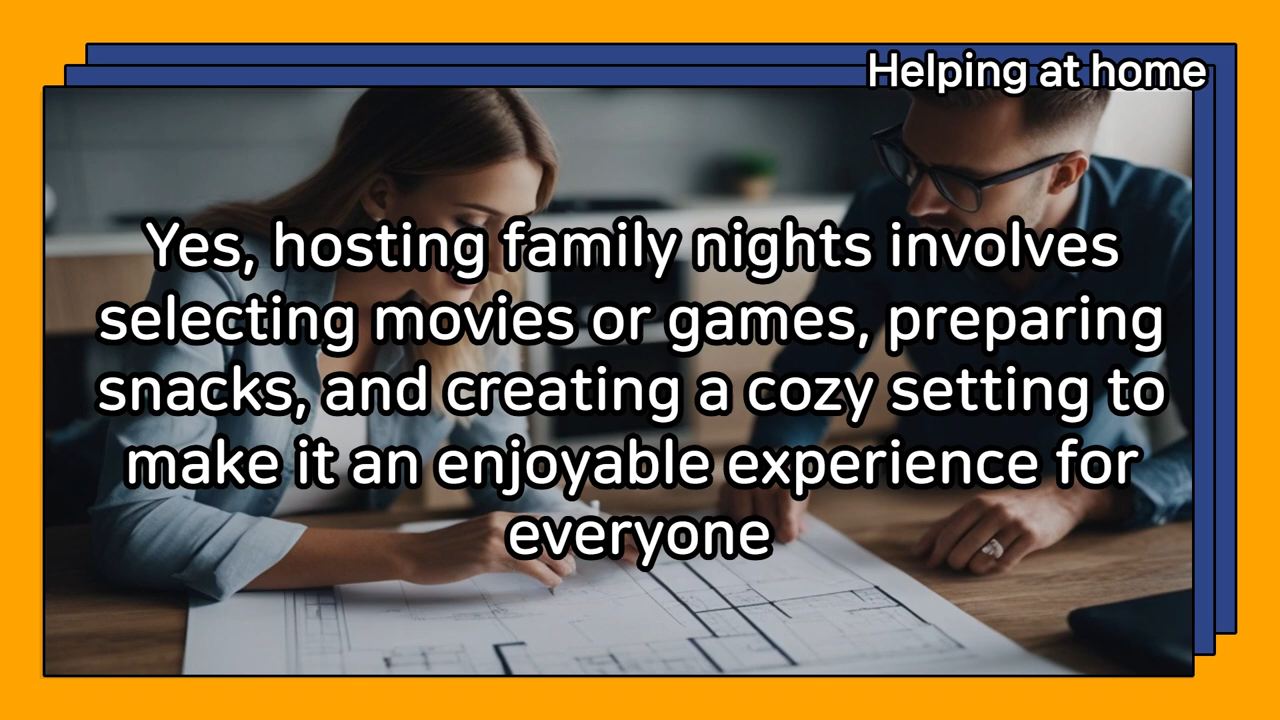 Helping at home
Yes, hosting family nights involves
selecting movies or games, preparing
snacks, and creating a cozy setting to
make it an enjoyable experience for
everyone